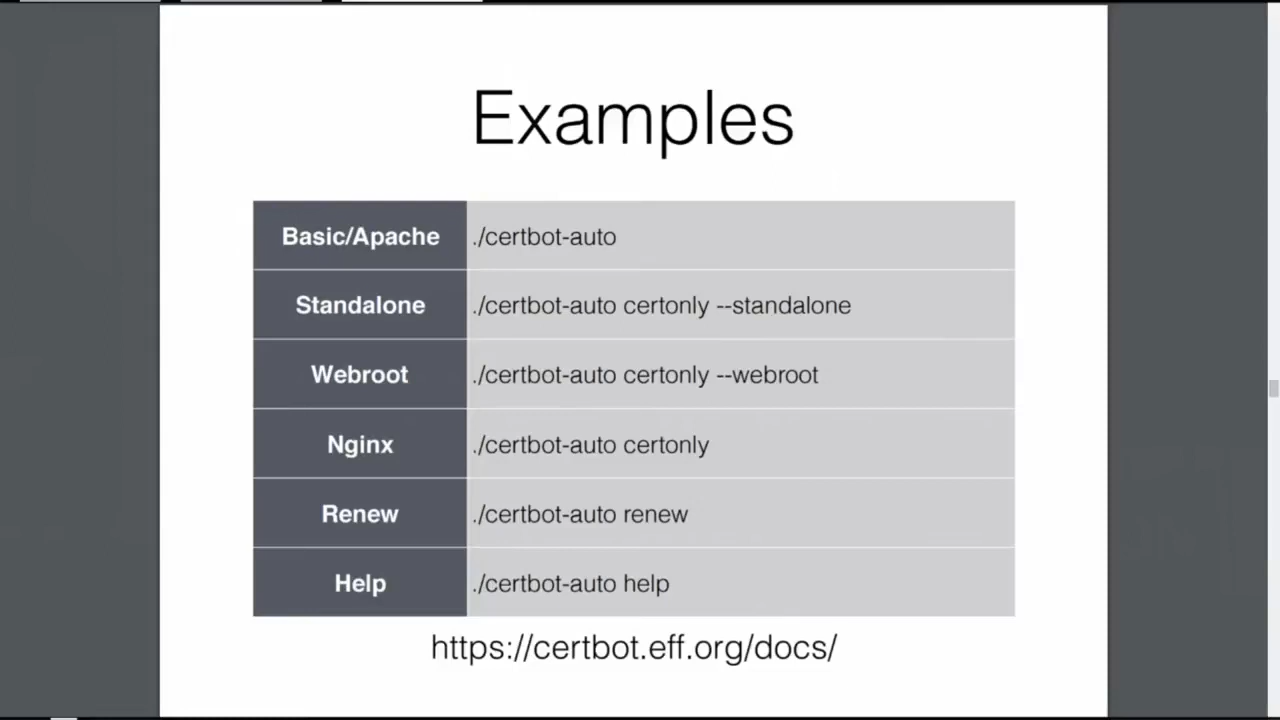 Examples
Basic/Apache ./certbot-auto
Standalone ./certbot-auto certonly --standalone
Webroot ./certbot-auto certonly --webroot
Nginx ./certbot-auto certonly
Renew ./certbot-auto renew
Help ./certbot-auto help
https://certbot.eff.org/docs/